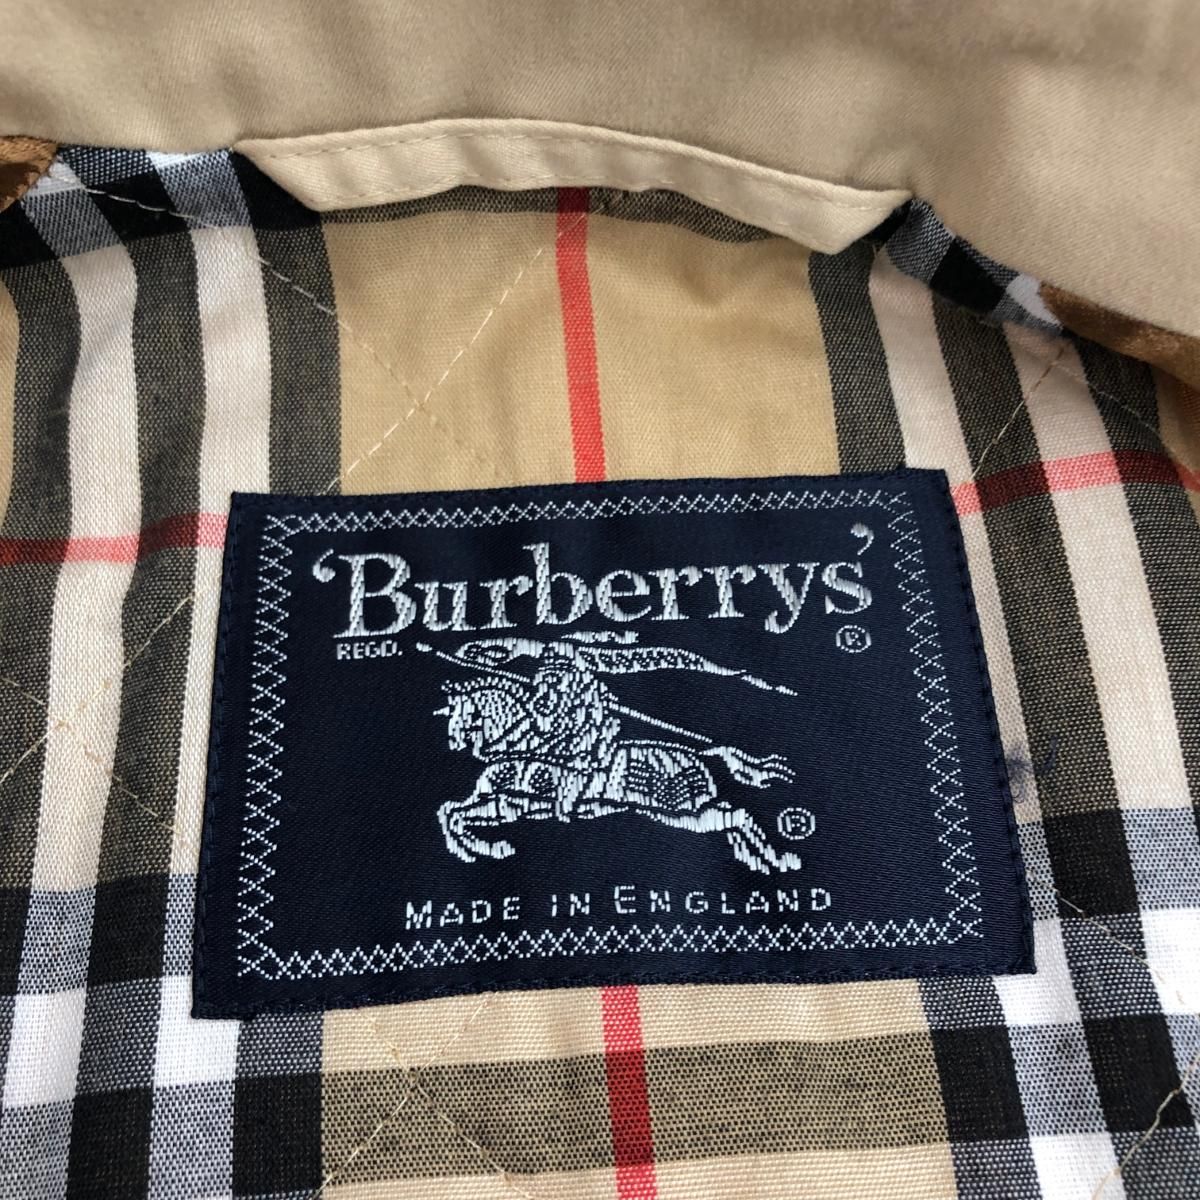 ‘Burberrys’
REGD. ®
®
MADE IN ENGLAND